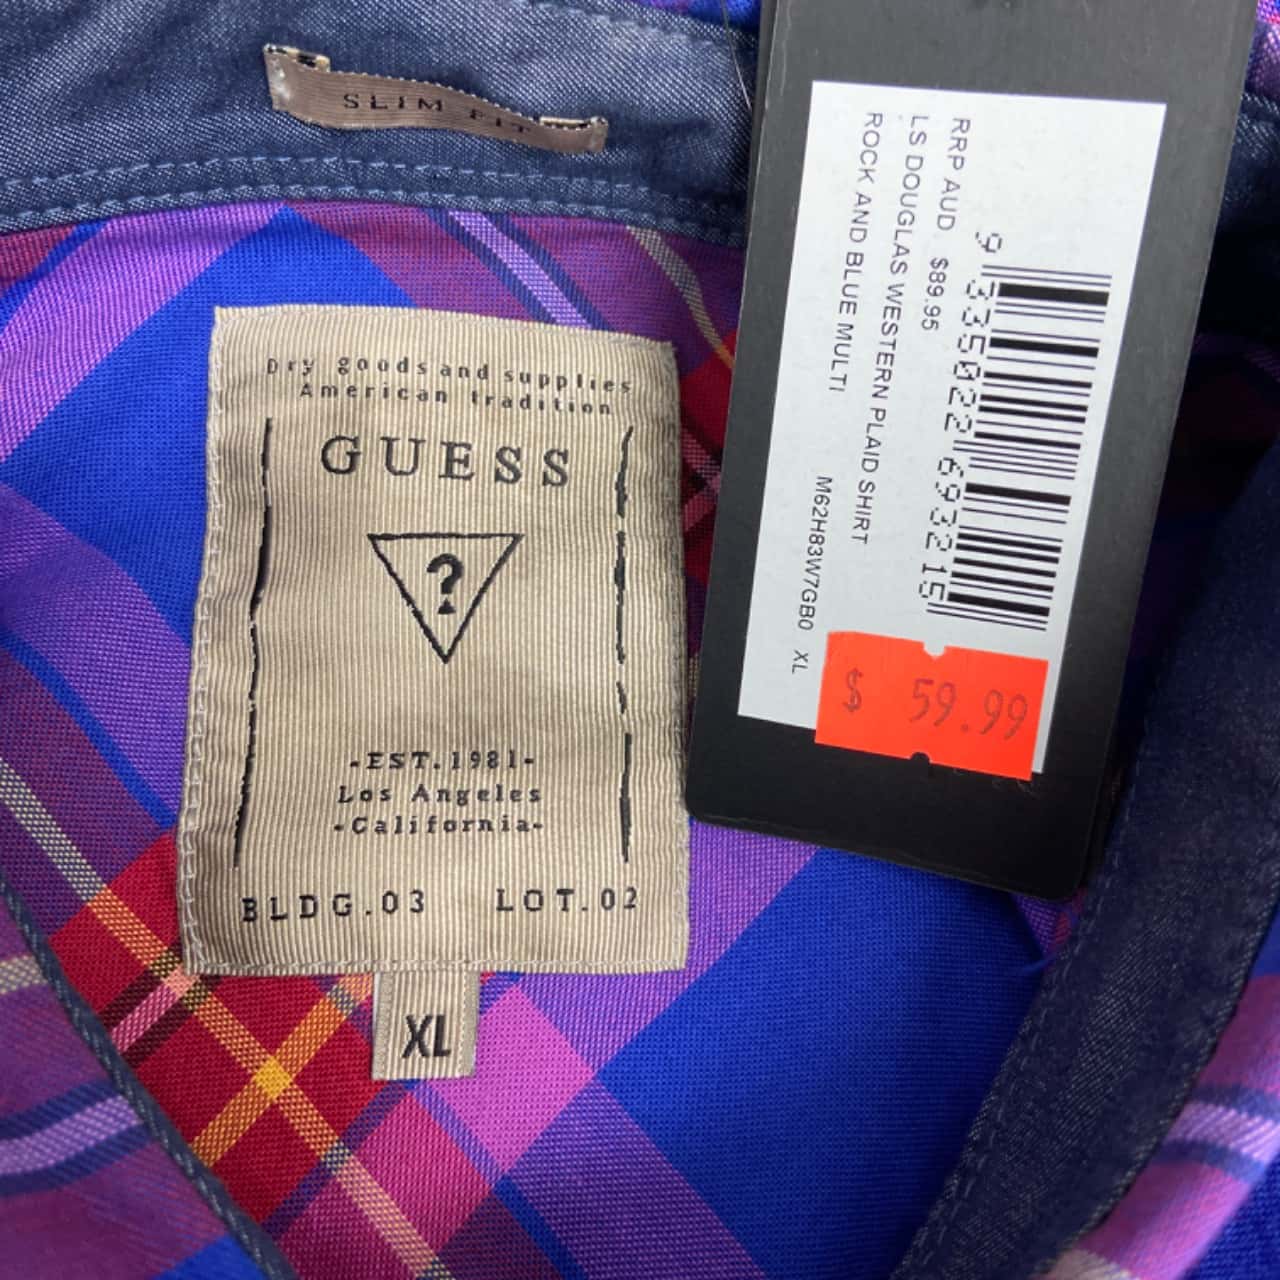 SLIM FIT
Dry goods and supplies
American tradition
GUESS
?
-EST.1981-
Los Angeles
-California-
BLDG.03 LOT.02
XL
9 335022 693215
RRP AUD $89.95
LS DOUGLAS WESTERN PLAID SHIRT
ROCK AND BLUE MULTI
M62H83W7GB0 XL
$ 59.99